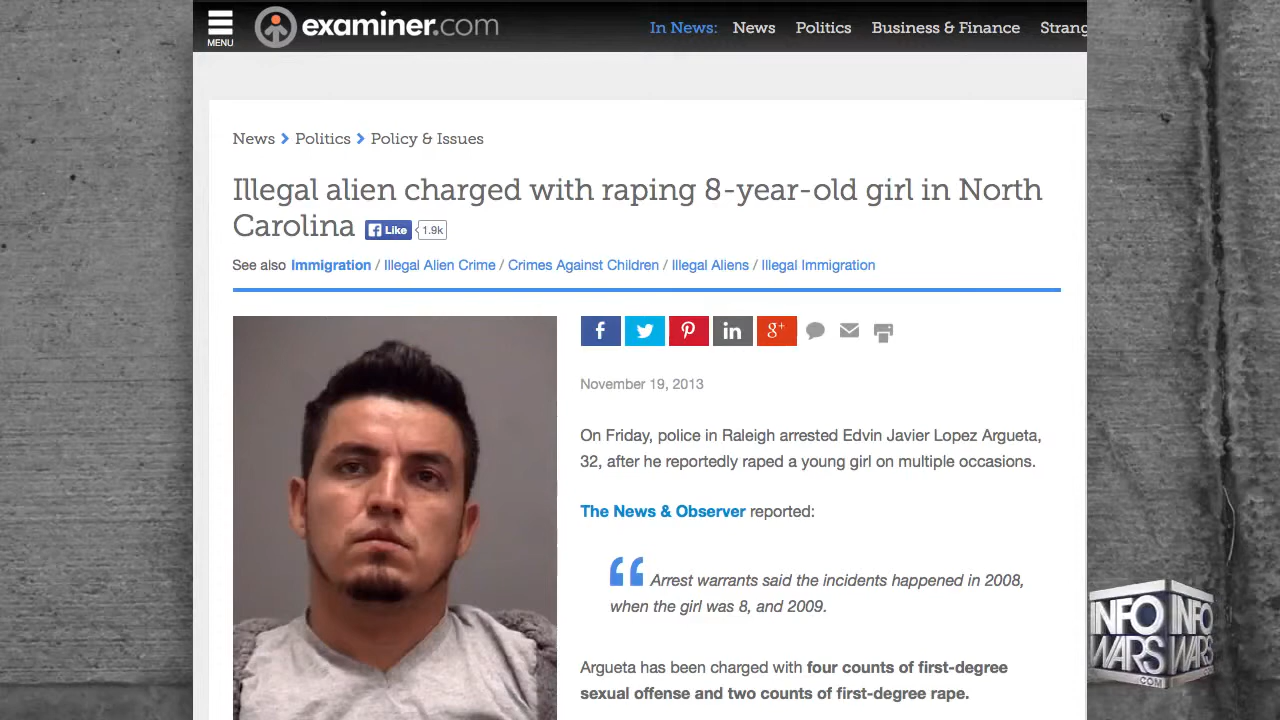 MENU
examiner.com
In News: News Politics Business & Finance Strang
News > Politics > Policy & Issues
Illegal alien charged with raping 8-year-old girl in North
Carolina
Like 1.9k
See also Immigration / Illegal Alien Crime / Crimes Against Children / Illegal Aliens / Illegal Immigration
November 19, 2013
On Friday, police in Raleigh arrested Edvin Javier Lopez Argueta,
32, after he reportedly raped a young girl on multiple occasions.
The News & Observer reported:
“ Arrest warrants said the incidents happened in 2008,
when the girl was 8, and 2009.
Argueta has been charged with four counts of first-degree
sexual offense and two counts of first-degree rape.
INFO WARS .COM
INFO WARS